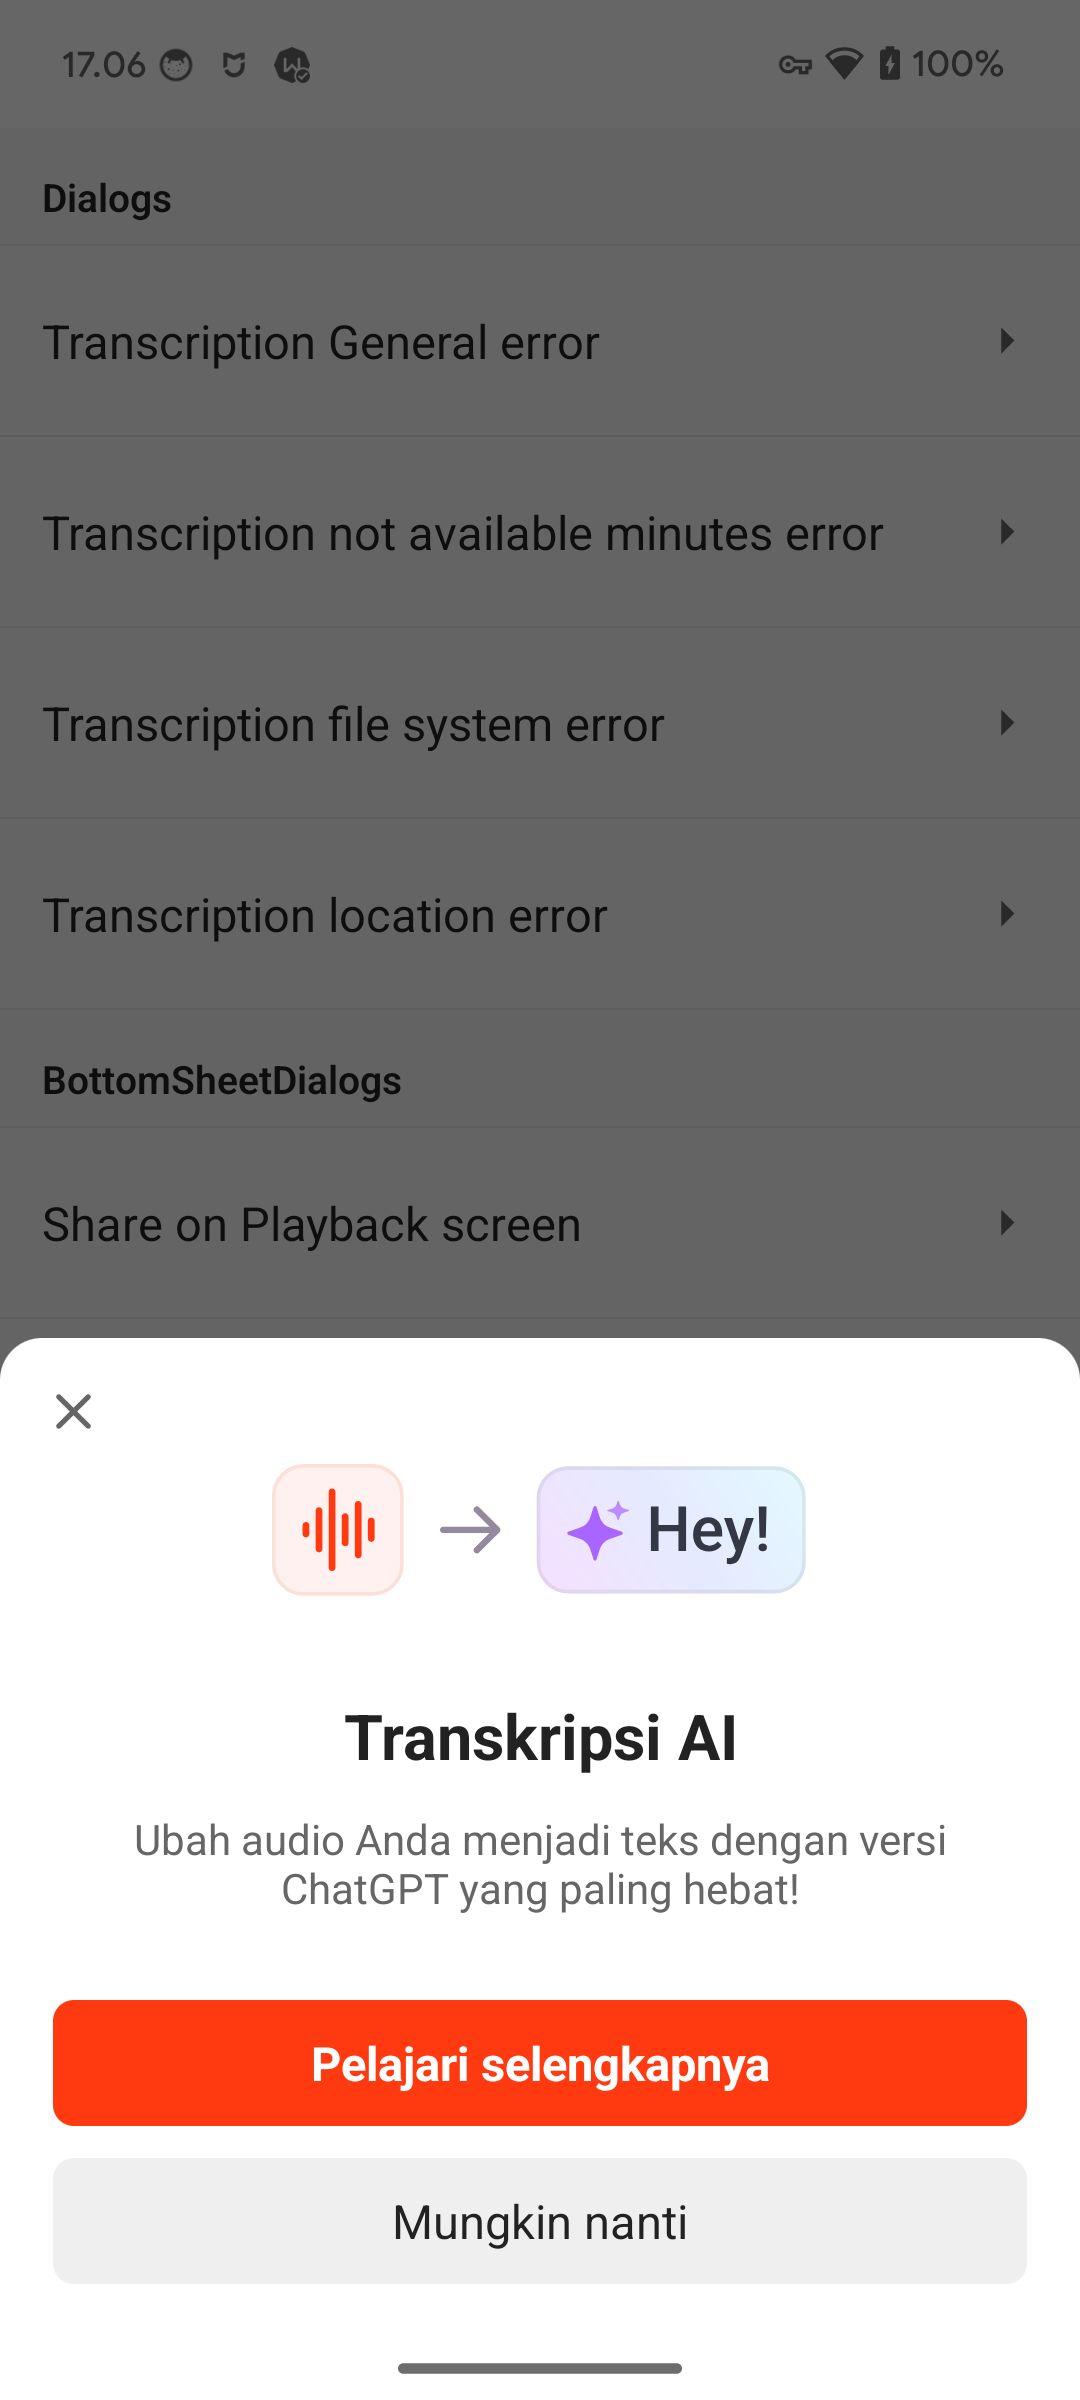 17.06
100%
Dialogs
Transcription General error
Transcription not available minutes error
Transcription file system error
Transcription location error
BottomSheetDialogs
Share on Playback screen
Hey!
Transkripsi AI
Ubah audio Anda menjadi teks dengan versi
ChatGPT yang paling hebat!
Pelajari selengkapnya
Mungkin nanti